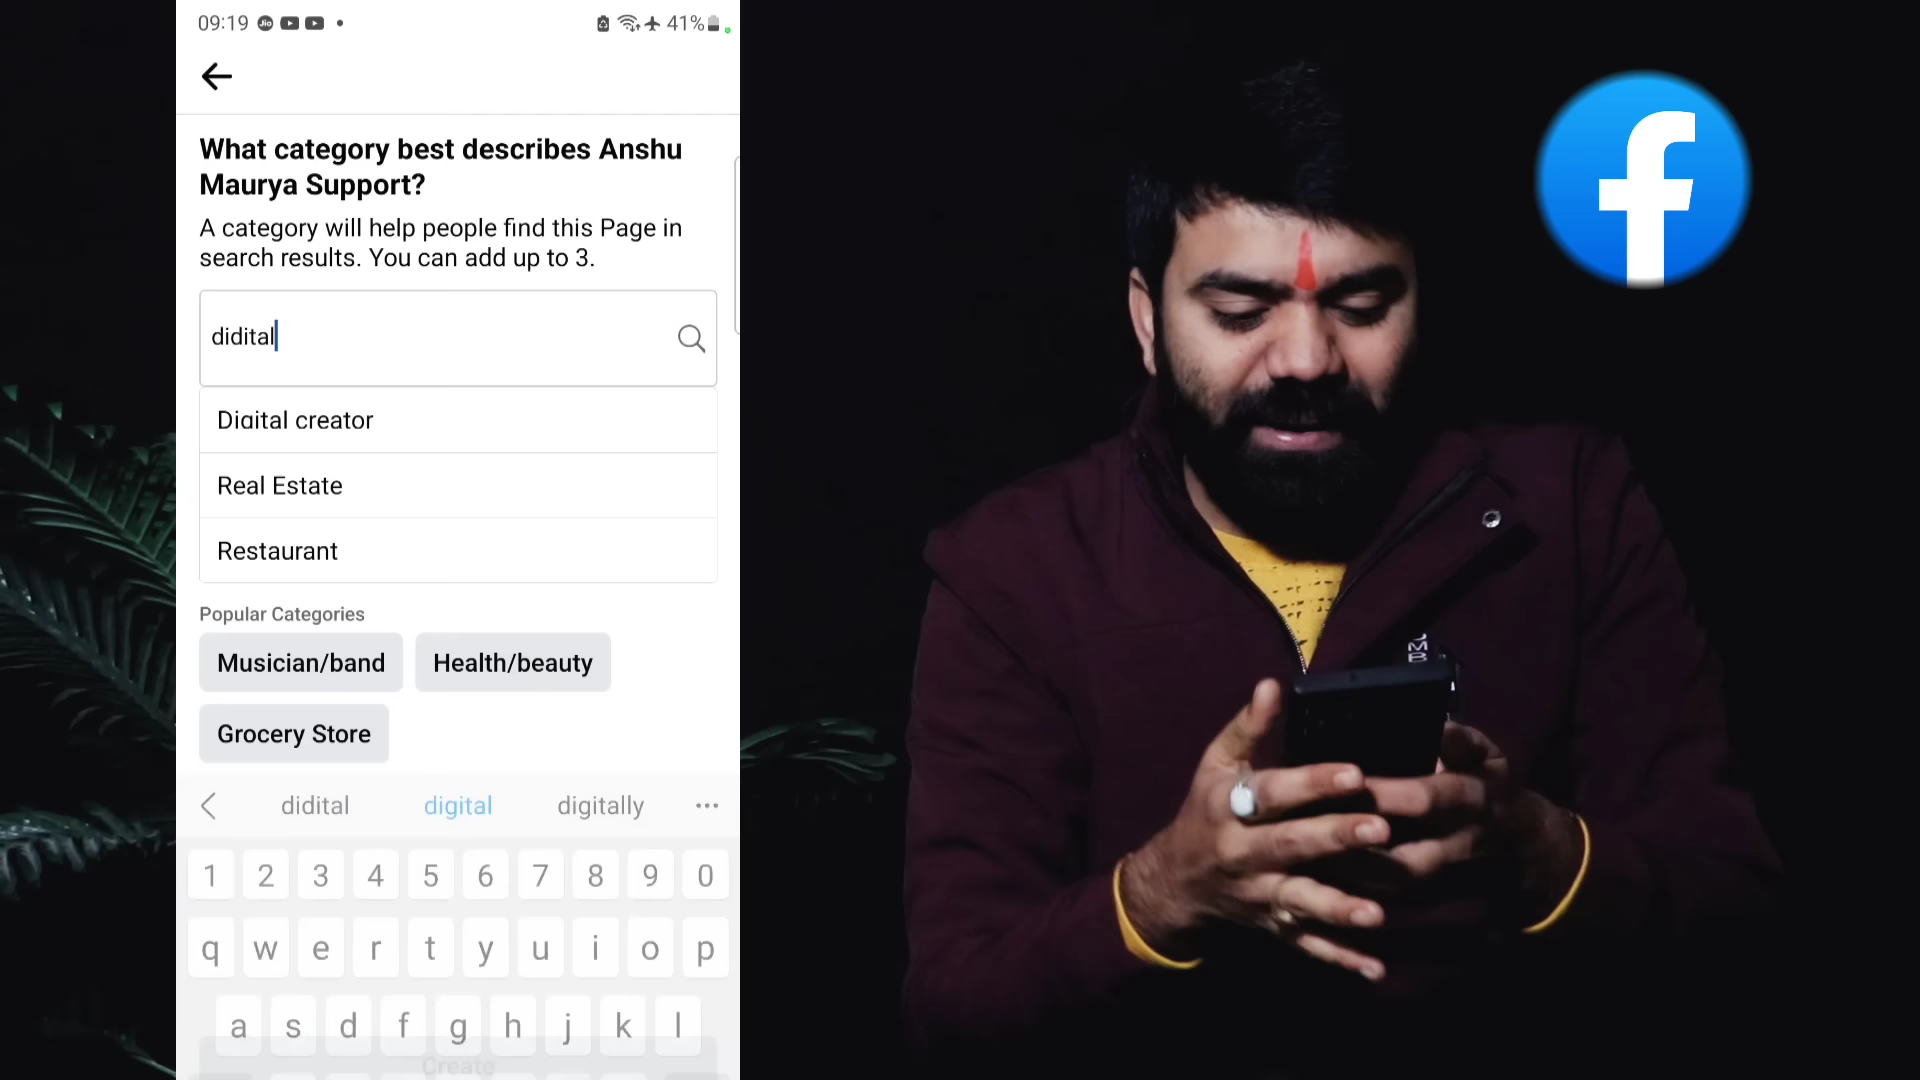 09:19 Jio 41%
What category best describes Anshu
Maurya Support?
A category will help people find this Page in
search results. You can add up to 3.
didital
Digital creator
Real Estate
Restaurant
Popular Categories
Musician/band Health/beauty
Grocery Store
didital digital digitally ...
1 2 3 4 5 6 7 8 9 0
q w e r t y u i o p
a s d f g h j k l
Create
f